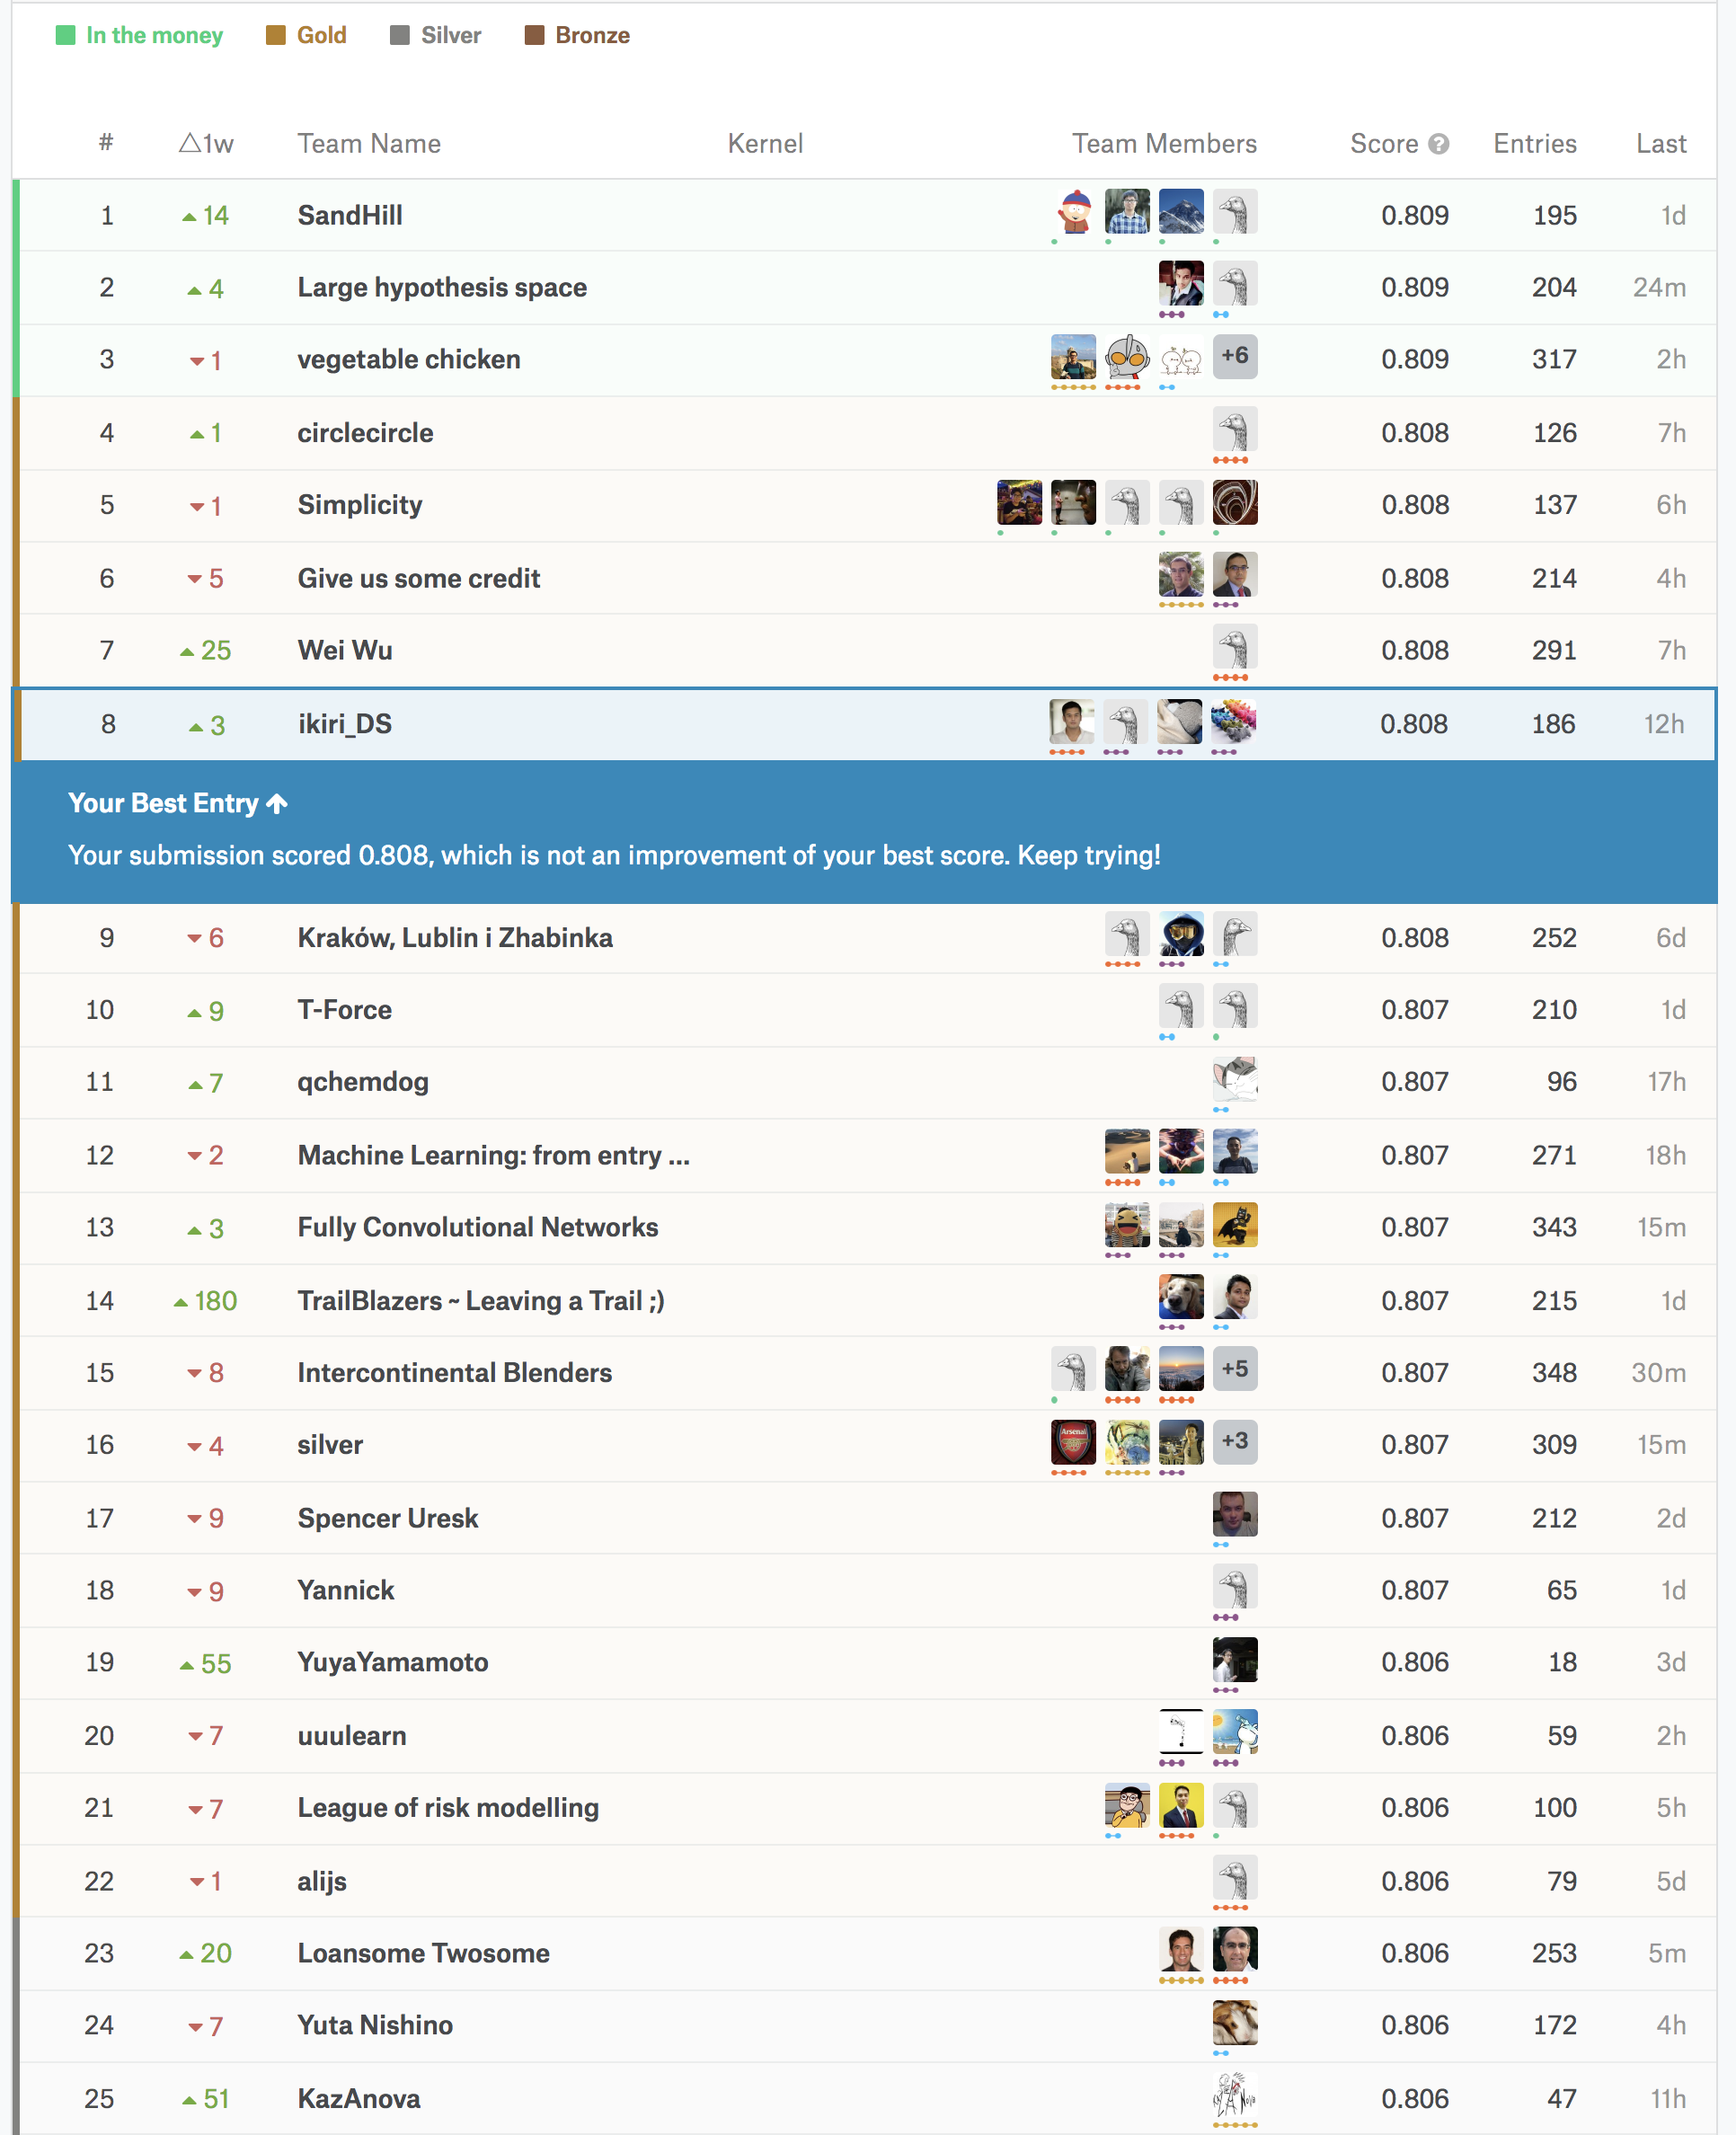 In the money Gold Silver Bronze
# △1w Team Name Kernel Team Members Score ? Entries Last
1 ▲ 14 SandHill 0.809 195 1d
2 ▲ 4 Large hypothesis space 0.809 204 24m
3 ▼ 1 vegetable chicken +6 0.809 317 2h
4 ▲ 1 circlecircle 0.808 126 7h
5 ▼ 1 Simplicity 0.808 137 6h
6 ▼ 5 Give us some credit 0.808 214 4h
7 ▲ 25 Wei Wu 0.808 291 7h
8 ▲ 3 ikiri_DS 0.808 186 12h
Your Best Entry ↑
Your submission scored 0.808, which is not an improvement of your best score. Keep trying!
9 ▼ 6 Kraków, Lublin i Zhabinka 0.808 252 6d
10 ▲ 9 T-Force 0.807 210 1d
11 ▲ 7 qchemdog 0.807 96 17h
12 ▼ 2 Machine Learning: from entry ... 0.807 271 18h
13 ▲ 3 Fully Convolutional Networks 0.807 343 15m
14 ▲ 180 TrailBlazers ~ Leaving a Trail ;) 0.807 215 1d
15 ▼ 8 Intercontinental Blenders +5 0.807 348 30m
16 ▼ 4 silver Arsenal +3 0.807 309 15m
17 ▼ 9 Spencer Uresk 0.807 212 2d
18 ▼ 9 Yannick 0.807 65 1d
19 ▲ 55 YuyaYamamoto 0.806 18 3d
20 ▼ 7 uuulearn 0.806 59 2h
21 ▼ 7 League of risk modelling 0.806 100 5h
22 ▼ 1 alijs 0.806 79 5d
23 ▲ 20 Loansome Twosome 0.806 253 5m
24 ▼ 7 Yuta Nishino 0.806 172 4h
25 ▲ 51 KazAnova 0.806 47 11h